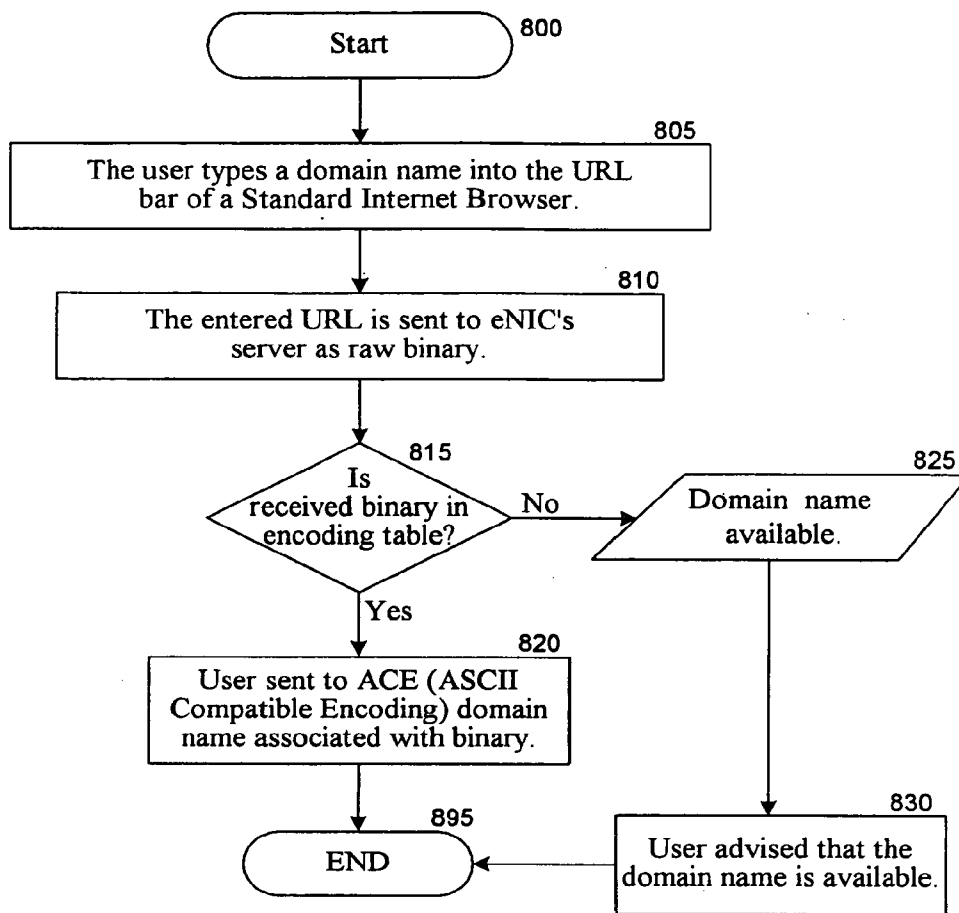 Start
800
805
The user types a domain name into the URL
bar of a Standard Internet Browser.
810
The entered URL is sent to eNIC's
server as raw binary.
815
Is
received binary in
encoding table?
No
825
Domain name
available.
Yes
820
User sent to ACE (ASCII
Compatible Encoding) domain
name associated with binary.
895
END
830
User advised that the
domain name is available.